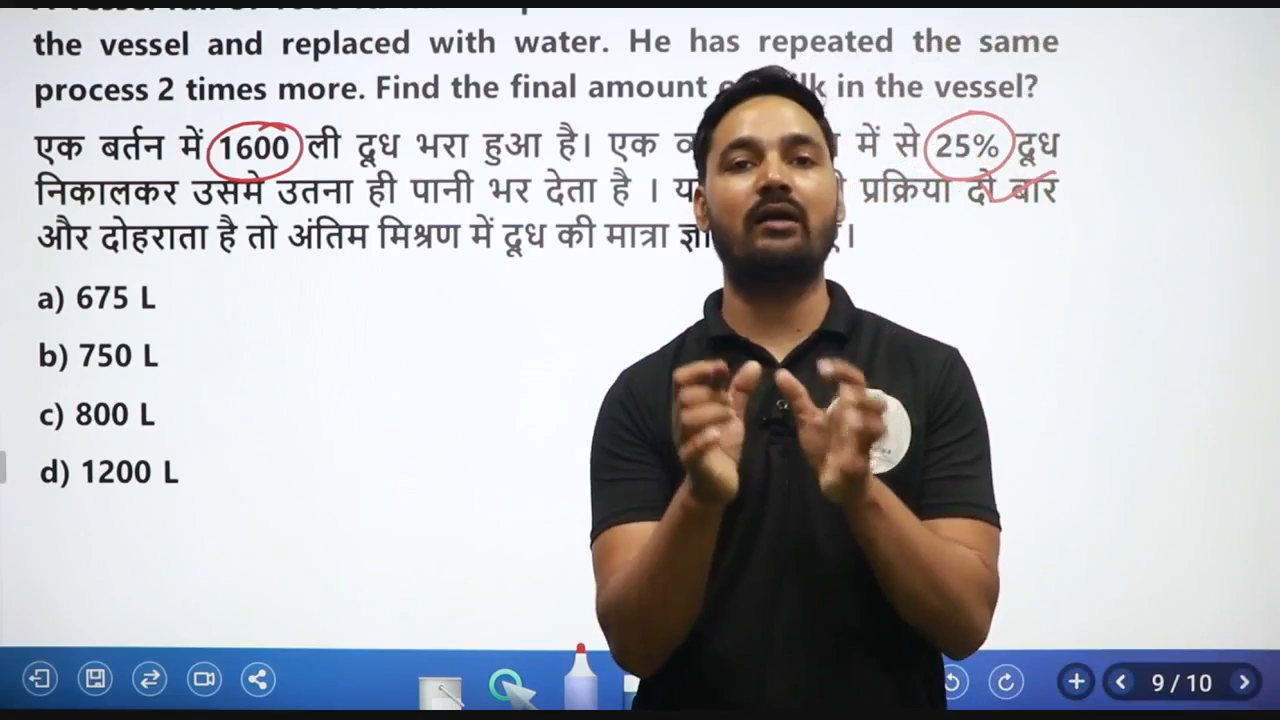 the vessel and replaced with water. He has repeated the same
process 2 times more. Find the final amount in the vessel?
एक बर्तन में 1600 ली दूध भरा हुआ है। एक में से 25% दूध
निकालकर उसमे उतना ही पानी भर देता है । प्रक्रिया दो बार
और दोहराता है तो अंतिम मिश्रण में दूध की मात्रा
a) 675 L
b) 750 L
c) 800 L
d) 1200 L
9 / 10